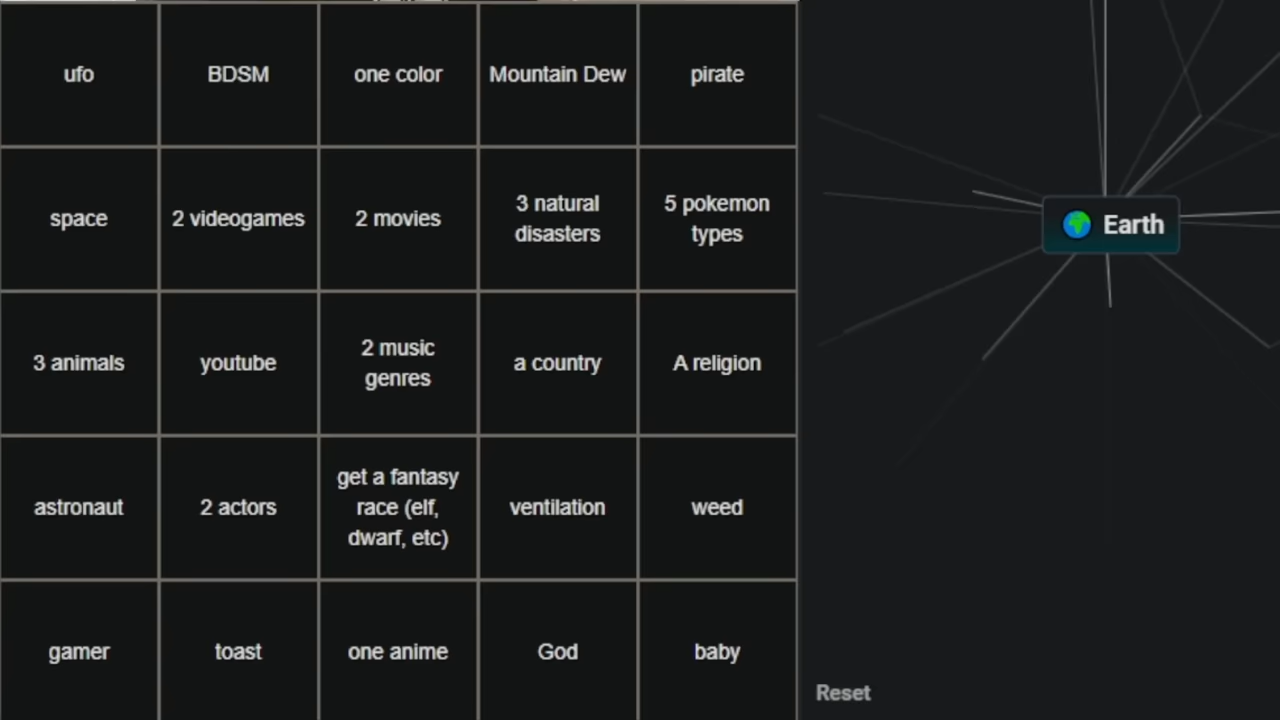 ufo
BDSM
one color
Mountain Dew
pirate
space
2 videogames
2 movies
3 natural
disasters
5 pokemon
types
3 animals
youtube
2 music
genres
a country
A religion
astronaut
2 actors
get a fantasy
race (elf,
dwarf, etc)
ventilation
weed
gamer
toast
one anime
God
baby
Earth
Reset